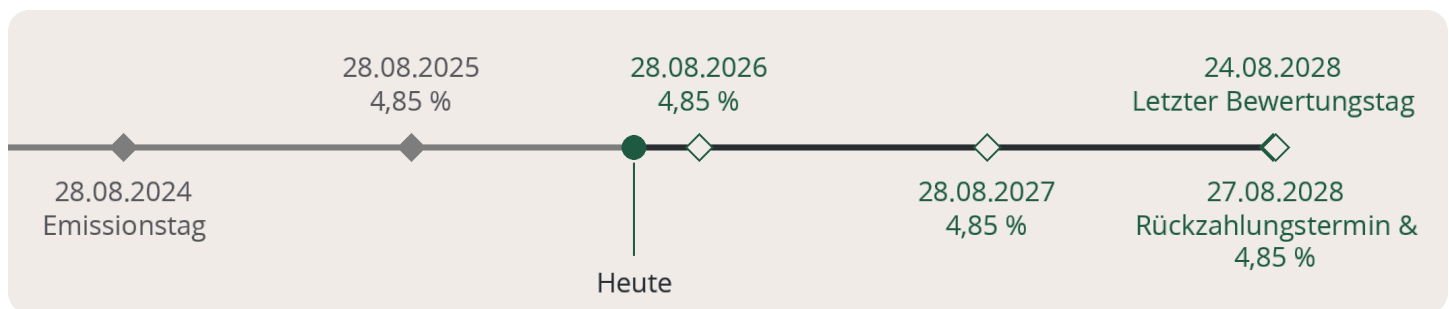 28.08.2024
Emissionstag
28.08.2025
4,85 %
Heute
28.08.2026
4,85 %
28.08.2027
4,85 %
24.08.2028
Letzter Bewertungstag
27.08.2028
Rückzahlungstermin &
4,85 %